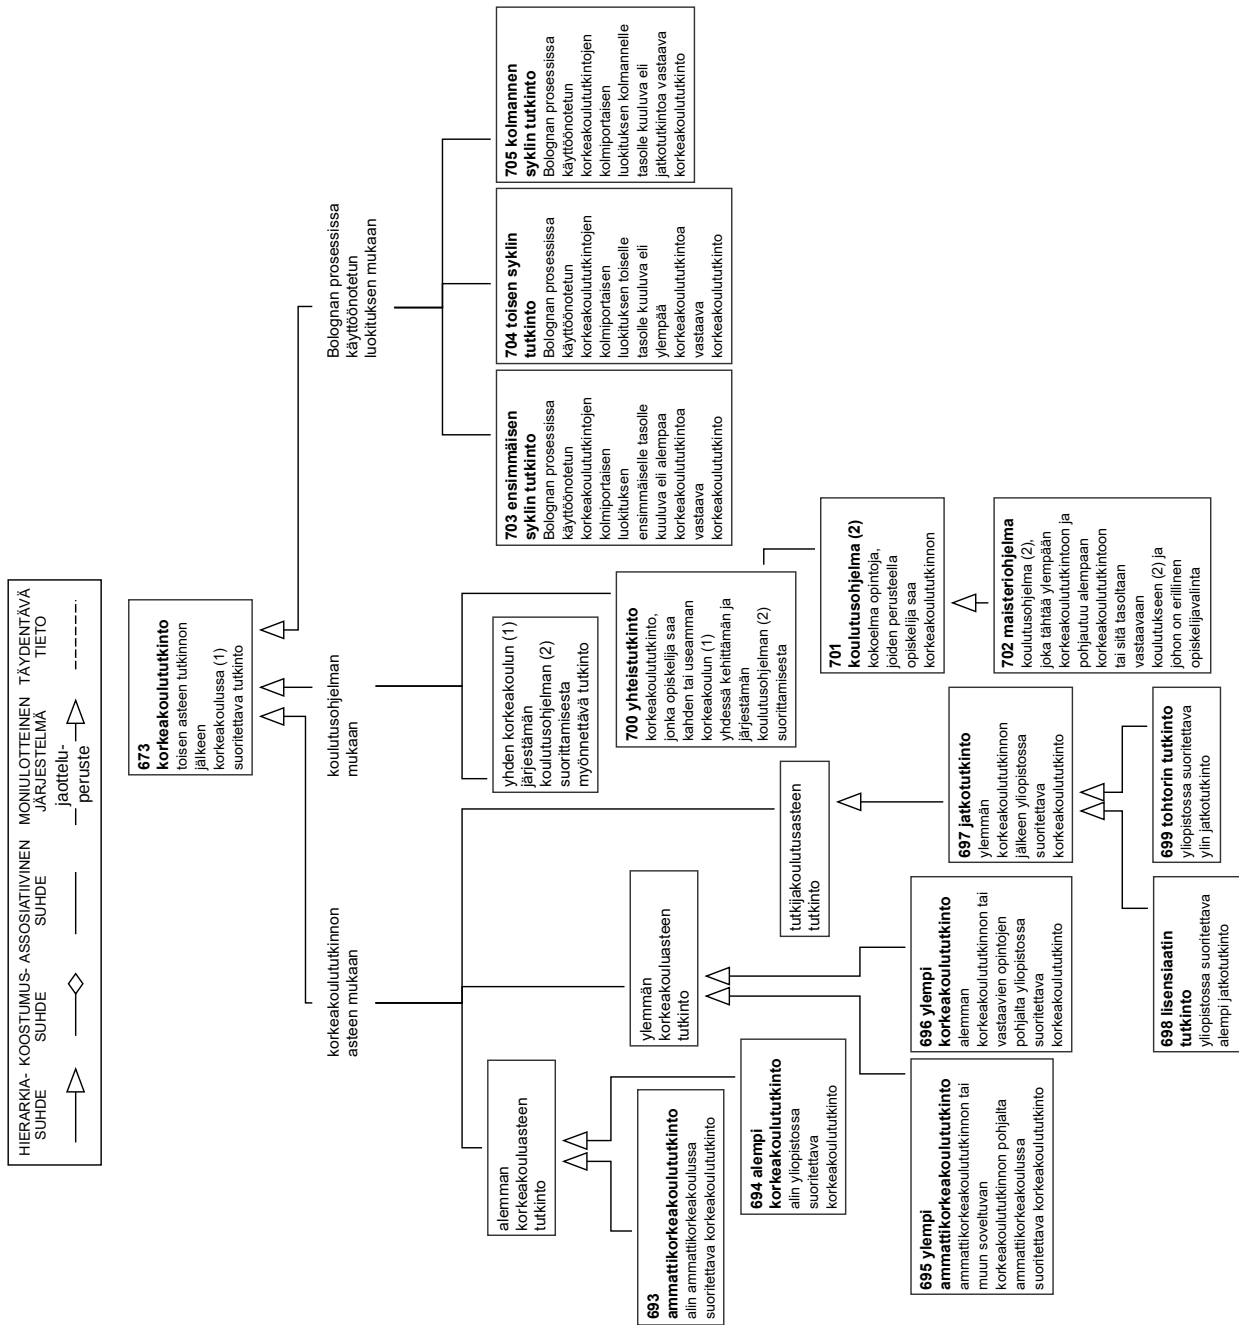 HIERARKIA-
SUHDE
KOOSTUMUS-
SUHDE
ASSOSIATIIVINEN
SUHDE
MONIULOTTEINEN
JÄRJESTELMÄ
jaottelu-
peruste
TÄYDENTÄVÄ
TIETO
673
korkeakoulututkinto
toisen asteen tutkinnon
jälkeen
korkeakoulussa (1)
suoritettava tutkinto
korkeakoulututkinnon
asteen mukaan
koulutusohjelman
mukaan
Bolognan prosessissa
käyttöönotetun
luokituksen mukaan
alemman
korkeakouluasteen
tutkinto
693
ammattikorkeakoulututkinto
alin ammattikorkeakoulussa
suoritettava korkeakoulututkinto
694 alempi
korkeakoulututkinto
alin yliopistossa
suoritettava
korkeakoulututkinto
ylemmän
korkeakouluasteen
tutkinto
695 ylempi
ammattikorkeakoulututkinto
ammattikorkeakoulututkinnon tai
muun soveltuvan
korkeakoulututkinnon pohjalta
ammattikorkeakoulussa
suoritettava korkeakoulututkinto
696 ylempi
korkeakoulututkinto
alemman
korkeakoulututkinnon tai
vastaavien opintojen
pohjalta yliopistossa
suoritettava
korkeakoulututkinto
tutkijakoulutusasteen
tutkinto
697 jatkotutkinto
ylemmän
korkeakoulututkinnon
jälkeen yliopistossa
suoritettava
korkeakoulututkinto
698 lisensiaatin
tutkinto
yliopistossa suoritettava
alempi jatkotutkinto
699 tohtorin tutkinto
yliopistossa suoritettava
ylin jatkotutkinto
yhden korkeakoulun (1)
järjestämän
koulutusohjelman (2)
suorittamisesta
myönnettävä tutkinto
700 yhteistutkinto
korkeakoulututkinto,
jonka opiskelija saa
kahden tai useamman
korkeakoulun (1)
yhdessä kehittämän ja
järjestämän
koulutusohjelman (2)
suorittamisesta
701
koulutusohjelma (2)
kokoelma opintoja,
joiden perusteella
opiskelija saa
korkeakoulututkinnon
702 maisteriohjelma
koulutusohjelma (2),
joka tähtää ylempään
korkeakoulututkintoon ja
pohjautuu alempaan
korkeakoulututkintoon
tai sitä tasoltaan
vastaavaan
koulutukseen (2) ja
johon on erillinen
opiskelijavalinta
703 ensimmäisen
syklin tutkinto
Bolognan prosessissa
käyttöönotetun
korkeakoulututkintojen
kolmiportaisen
luokituksen
ensimmäiselle tasolle
kuuluva eli alempaa
korkeakoulututkintoa
vastaava
korkeakoulututkinto
704 toisen syklin
tutkinto
Bolognan prosessissa
käyttöönotetun
korkeakoulututkintojen
kolmiportaisen
luokituksen toiselle
tasolle kuuluva eli
ylempää
korkeakoulututkintoa
vastaava
korkeakoulututkinto
705 kolmannen
syklin tutkinto
Bolognan prosessissa
käyttöönotetun
korkeakoulututkintojen
kolmiportaisen
luokituksen kolmannelle
tasolle kuuluva eli
jatkotutkintoa vastaava
korkeakoulututkinto